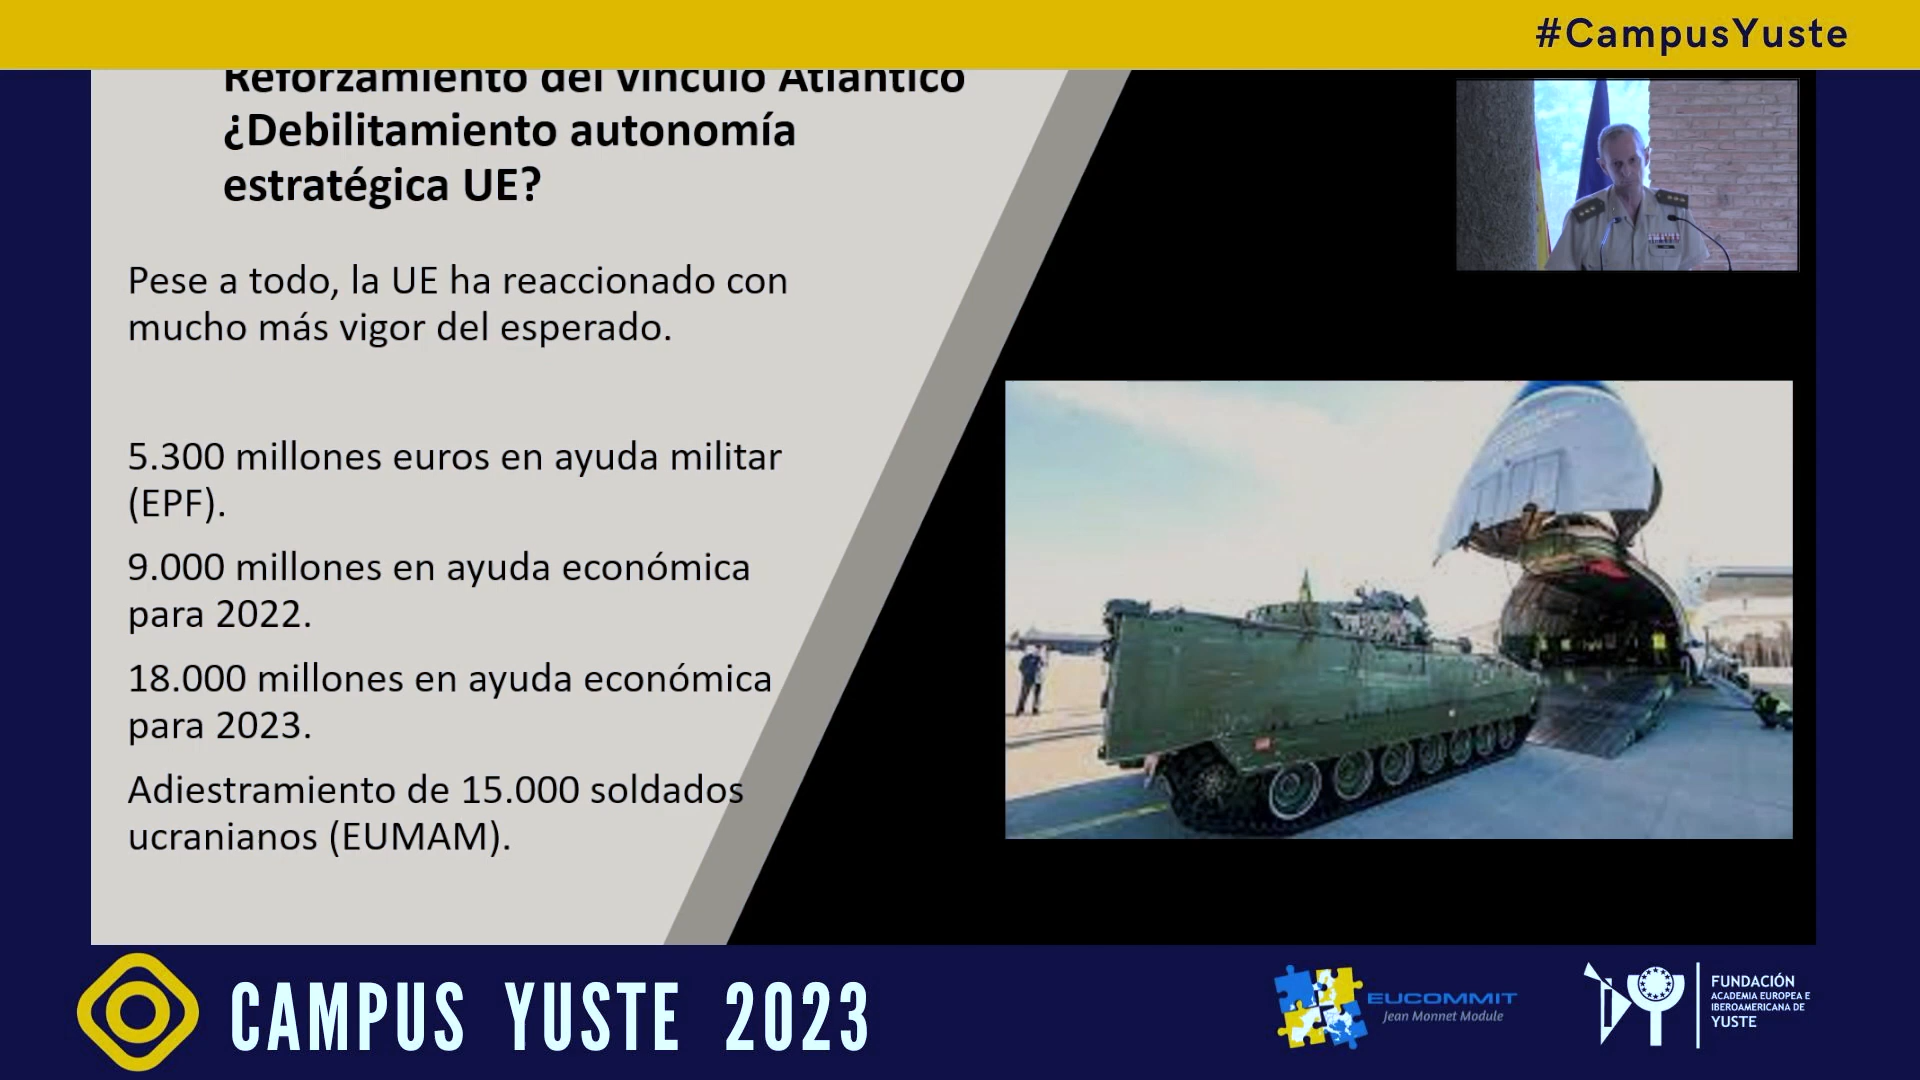 #CampusYuste
Reforzamiento del vínculo Atlántico
¿Debilitamiento autonomía
estratégica UE?
Pese a todo, la UE ha reaccionado con
mucho más vigor del esperado.
5.300 millones euros en ayuda militar
(EPF).
9.000 millones en ayuda económica
para 2022.
18.000 millones en ayuda económica
para 2023.
Adiestramiento de 15.000 soldados
ucranianos (EUMAM).
CAMPUS YUSTE 2023
EUCOMMIT
Jean Monnet Module
FUNDACIÓN
ACADEMIA EUROPEA E
IBEROAMERICANA DE
YUSTE